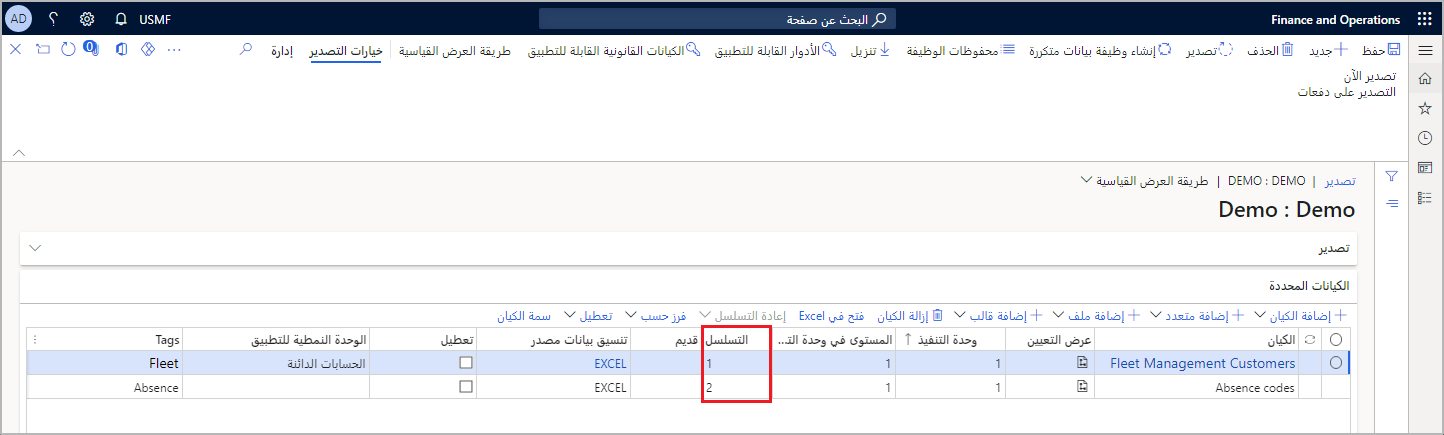 Finance and Operations
البحث عن صفحة
USMF
AD
حفظ
جديد
الحذف
تصدير
إنشاء وظيفة بيانات متكررة
محفوظات الوظيفة
تنزيل
الأدوار القابلة للتطبيق
الكيانات القانونية القابلة للتطبيق
طريقة العرض القياسية
خيارات التصدير
إدارة
0
تصدير الآن
التصدير على دفعات
تصدير | DEMO : DEMO | طريقة العرض القياسية
Demo : Demo
تصدير
الكيانات المحددة
إضافة الكيان
إضافة متعدد
إضافة ملف
إضافة قالب
إزالة الكيان
فتح في Excel
إعادة التسلسل
فرز حسب
تعطيل
سمة الكيان
الكيان عرض التعيين وحدة التنفيذ المستوى في وحدة الت... التسلسل قديم تنسيق بيانات مصدر تعطيل الوحدة النمطية للتطبيق Tags
Fleet Management Customers 1 1 1 EXCEL الحسابات الدائنة Fleet
Absence codes 1 1 2 EXCEL Absence